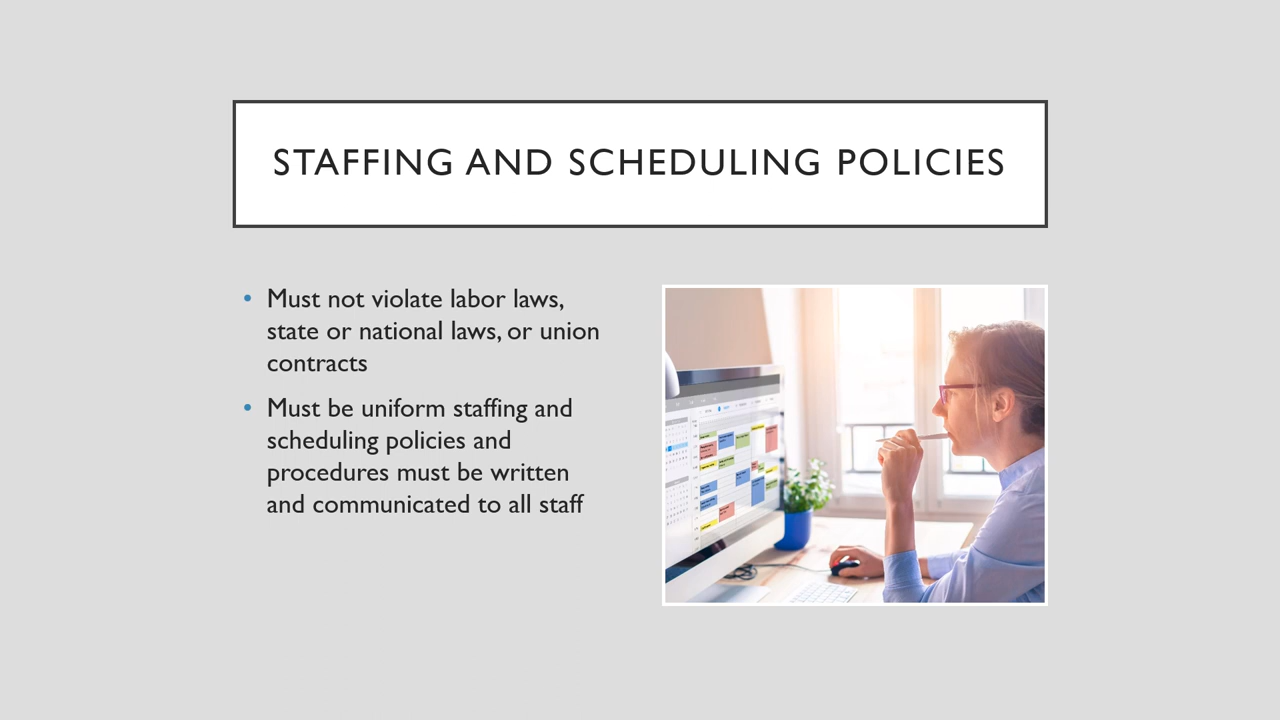 STAFFING AND SCHEDULING POLICIES
• Must not violate labor laws,
state or national laws, or union
contracts
• Must be uniform staffing and
scheduling policies and
procedures must be written
and communicated to all staff